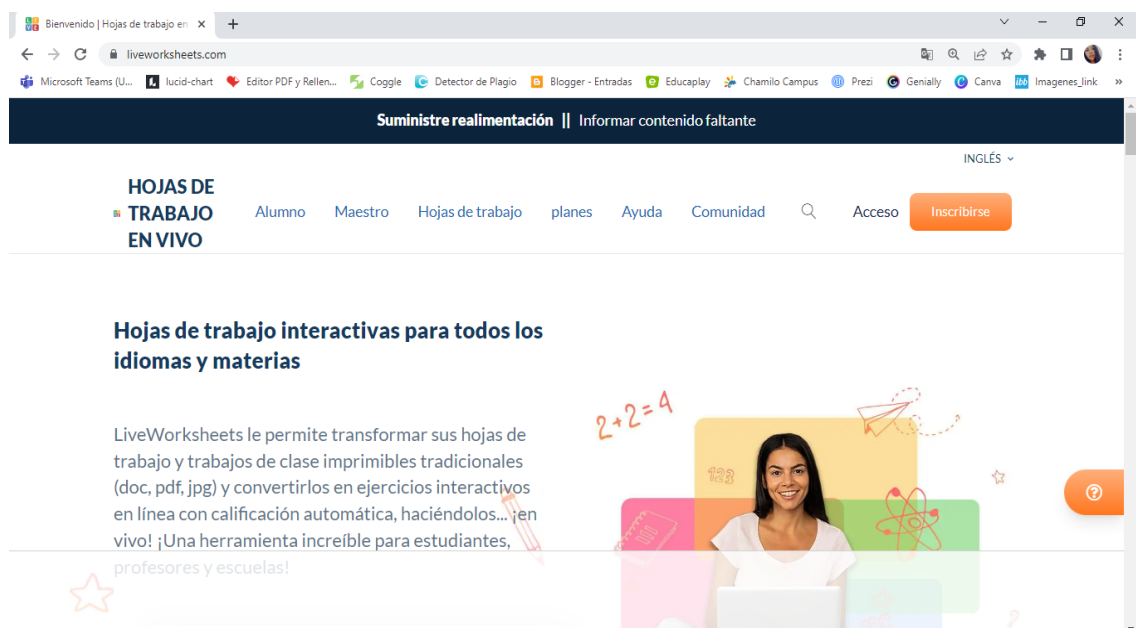 Bienvenido | Hojas de trabajo en
liveworksheets.com
Microsoft Teams (U... lucid-chart Editor PDF y Rellen... Coggle Detector de Plagio Blogger - Entradas Educaplay Chamilo Campus Prezi Genially Canva ibb Imagenes_link »
Suministre realimentación || Informar contenido faltante
INGLÉS
HOJAS DE
TRABAJO
EN VIVO
Alumno Maestro Hojas de trabajo planes Ayuda Comunidad Acceso Inscribirse
Hojas de trabajo interactivas para todos los
idiomas y materias
LiveWorksheets le permite transformar sus hojas de
trabajo y trabajos de clase imprimibles tradicionales
(doc, pdf, jpg) y convertirlos en ejercicios interactivos
en línea con calificación automática, haciéndolos... ¡en
vivo! ¡Una herramienta increíble para estudiantes,
profesores y escuelas!
2+2=4
123